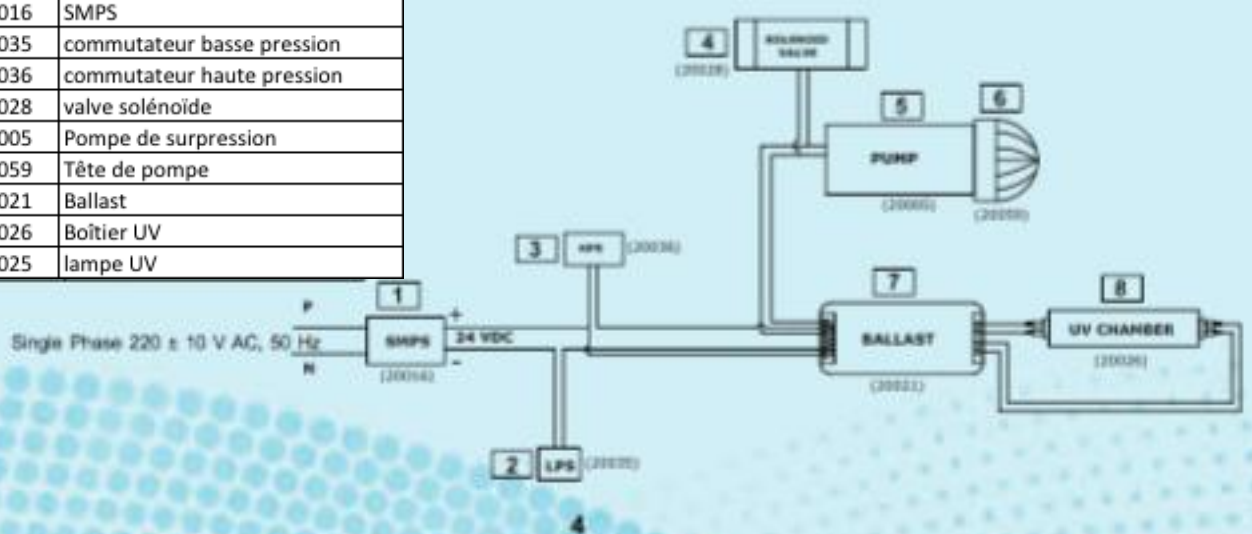 016 SMPS
035 commutateur basse pression
036 commutateur haute pression
028 valve solénoïde
005 Pompe de surpression
059 Tête de pompe
021 Ballast
026 Boîtier UV
025 lampe UV
4
SOLENOID
VALVE
(20028)
5
6
PUMP
(20005)
(20059)
3
HPS
(20036)
1
7
8
P
+
Single Phase 220 ± 10 V AC, 50 Hz
SMPS
24 VDC
BALLAST
UV CHAMBER
N
-
(20016)
(20021)
(20026)
2
LPS
(20035)
4